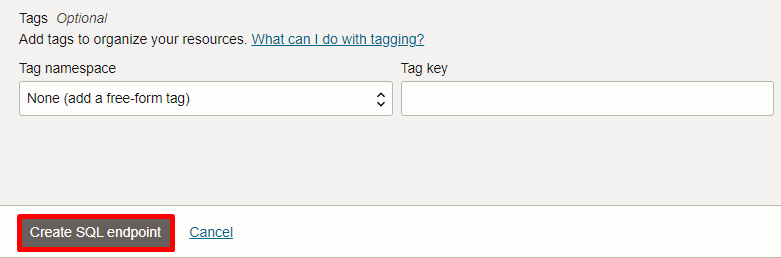 Tags Optional
Add tags to organize your resources. What can I do with tagging?
Tag namespace Tag key
None (add a free-form tag)
Create SQL endpoint Cancel